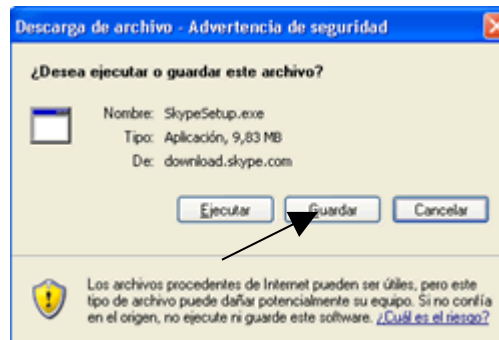 Descarga de archivo - Advertencia de seguridad
¿Desea ejecutar o guardar este archivo?
Nombre: SkypeSetup.exe
Tipo: Aplicación, 9,83 MB
De: download.skype.com
Ejecutar Guardar Cancelar
Los archivos procedentes de Internet pueden ser útiles, pero este
tipo de archivo puede dañar potencialmente su equipo. Si no confía
en el origen, no ejecute ni guarde este software. ¿Cuál es el riesgo?